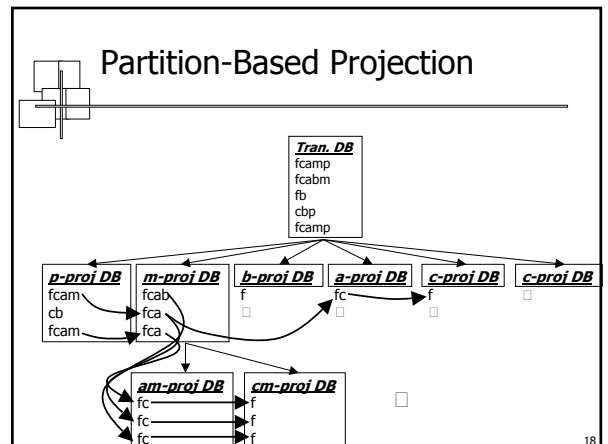 Partition-Based Projection
Tran. DB
fcamp
fcabm
fb
cbp
fcamp
p-proj DB
fcam
cb
fcam
m-proj DB
fcab
fca
fca
b-proj DB
f
a-proj DB
fc
c-proj DB
f
c-proj DB
am-proj DB
fc
fc
fc
cm-proj DB
f
f
f
18